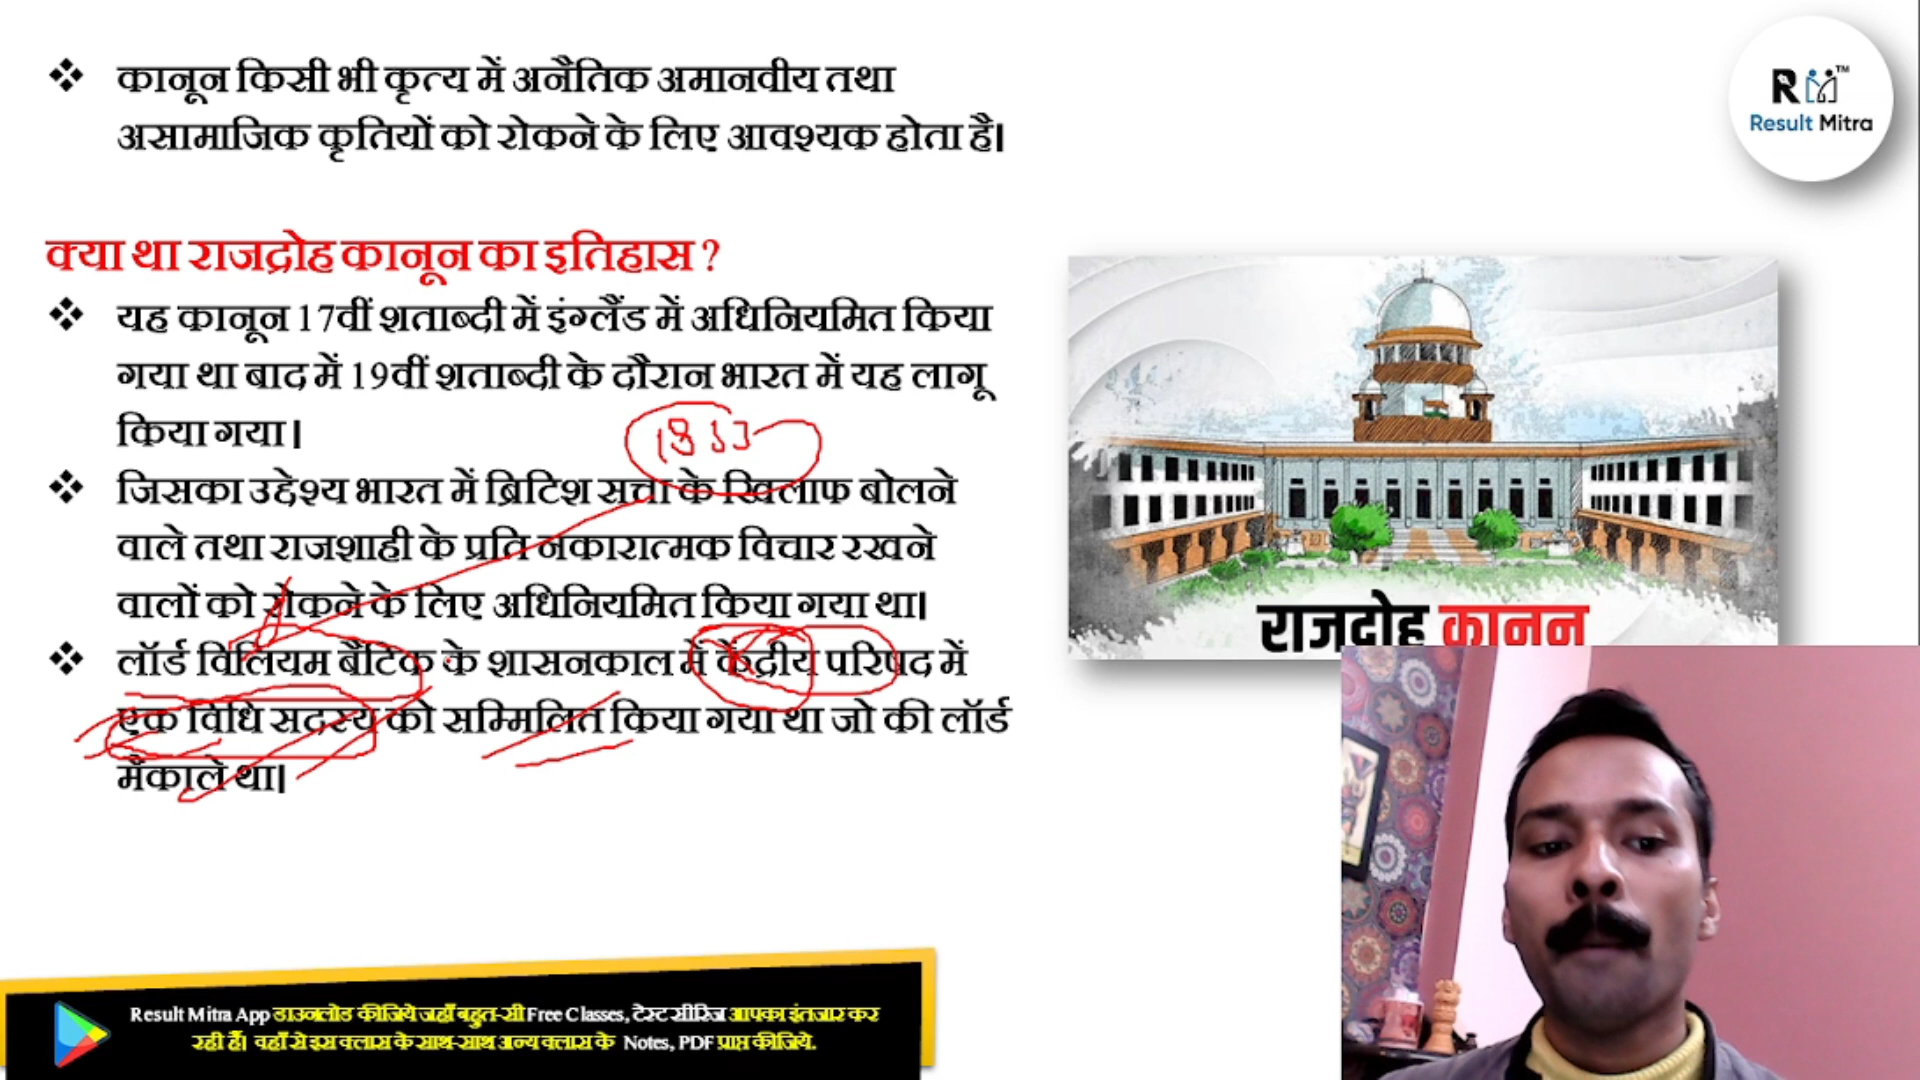 ❖ कानून किसी भी कृत्य में अनैतिक अमानवीय तथा
असामाजिक कृतियों को रोकने के लिए आवश्यक होता है।
R TM
Result Mitra
क्या था राजद्रोह कानून का इतिहास ?
❖ यह कानून 17वीं शताब्दी में इंग्लैंड में अधिनियमित किया
गया था बाद में 19वीं शताब्दी के दौरान भारत में यह लागू
किया गया।
❖ जिसका उद्देश्य भारत में ब्रिटिश सत्ता के खिलाफ बोलने
वाले तथा राजशाही के प्रति नकारात्मक विचार रखने
वालों को रोकने के लिए अधिनियमित किया गया था।
❖ लॉर्ड विलियम बैंटिक के शासनकाल में केंद्रीय परिषद में
एक विधि सदस्य को सम्मिलित किया गया था जो की लॉर्ड
मैकाले था।
राजद्रोह कानून
Result Mitra App डाउनलोड कीजिये जहाँ बहुत-सी Free Classes, टेस्ट सीरिज आपका इंतजार कर
रही हैं। वहाँ से इस क्लास के साथ-साथ अन्य क्लास के Notes, PDF प्राप्त कीजिये.